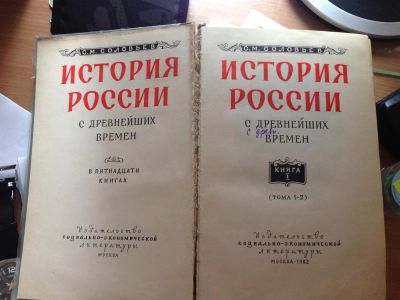 С. М. СОЛОВЬЕВ
ИСТОРИЯ
РОССИИ
С ДРЕВНЕЙШИХ
ВРЕМЕН
В ПЯТНАДЦАТИ
КНИГАХ
Издательство
социально-экономической
литературы
МОСКВА
С. М. СОЛОВЬЕВ
ИСТОРИЯ
РОССИИ
С ДРЕВНЕЙШИХ
с древ
ВРЕМЕН
КНИГА
I
(ТОМА 1-2)
Издательство
социально-экономической
литературы
МОСКВА · 1962